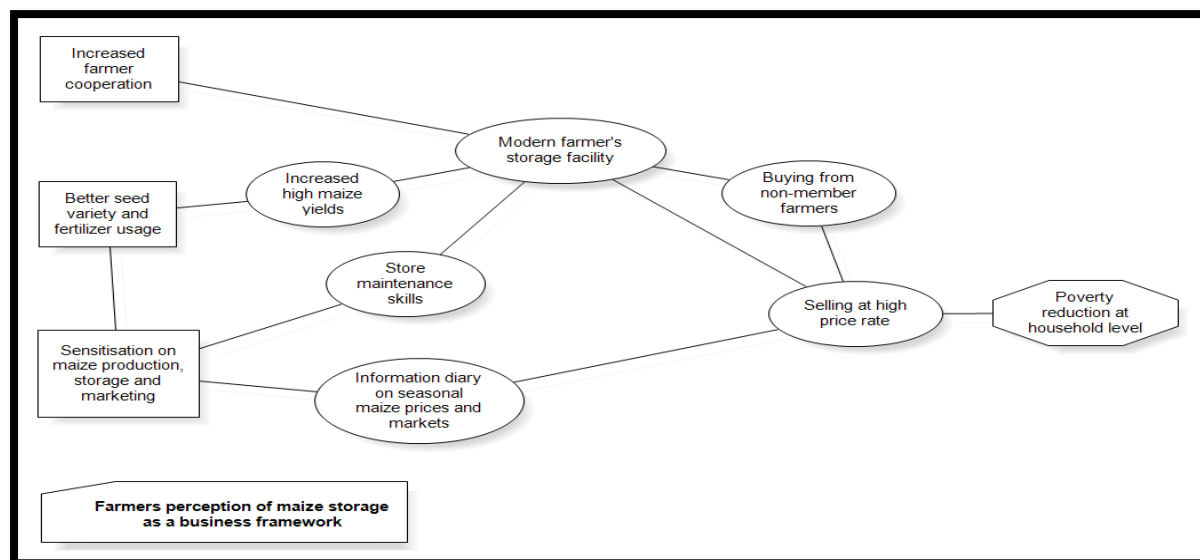 Increased
farmer
cooperation
Modern farmer's
storage facility
Increased
high maize
yields
Buying from
non-member
farmers
Better seed
variety and
fertilizer usage
Store
maintenance
skills
Selling at high
price rate
Poverty
reduction at
household level
Sensitisation on
maize production,
storage and
marketing
Information diary
on seasonal
maize prices and
markets
Farmers perception of maize storage
as a business framework